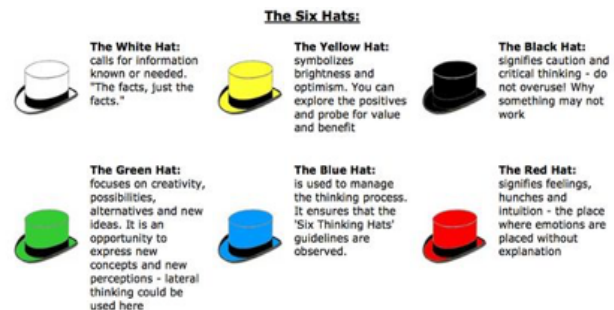 The Six Hats:
The White Hat:
calls for information
known or needed.
"The facts, just the
facts."
The Yellow Hat:
symbolizes
brightness and
optimism. You can
explore the positives
and probe for value
and benefit
The Black Hat:
signifies caution and
critical thinking - do
not overuse! Why
something may not
work
The Green Hat:
focuses on creativity,
possibilities,
alternatives and new
ideas. It is an
opportunity to
express new
concepts and new
perceptions - lateral
thinking could be
used here
The Blue Hat:
is used to manage
the thinking process.
It ensures that the
'Six Thinking Hats'
guidelines are
observed.
The Red Hat:
signifies feelings,
hunches and
intuition - the place
where emotions are
placed without
explanation